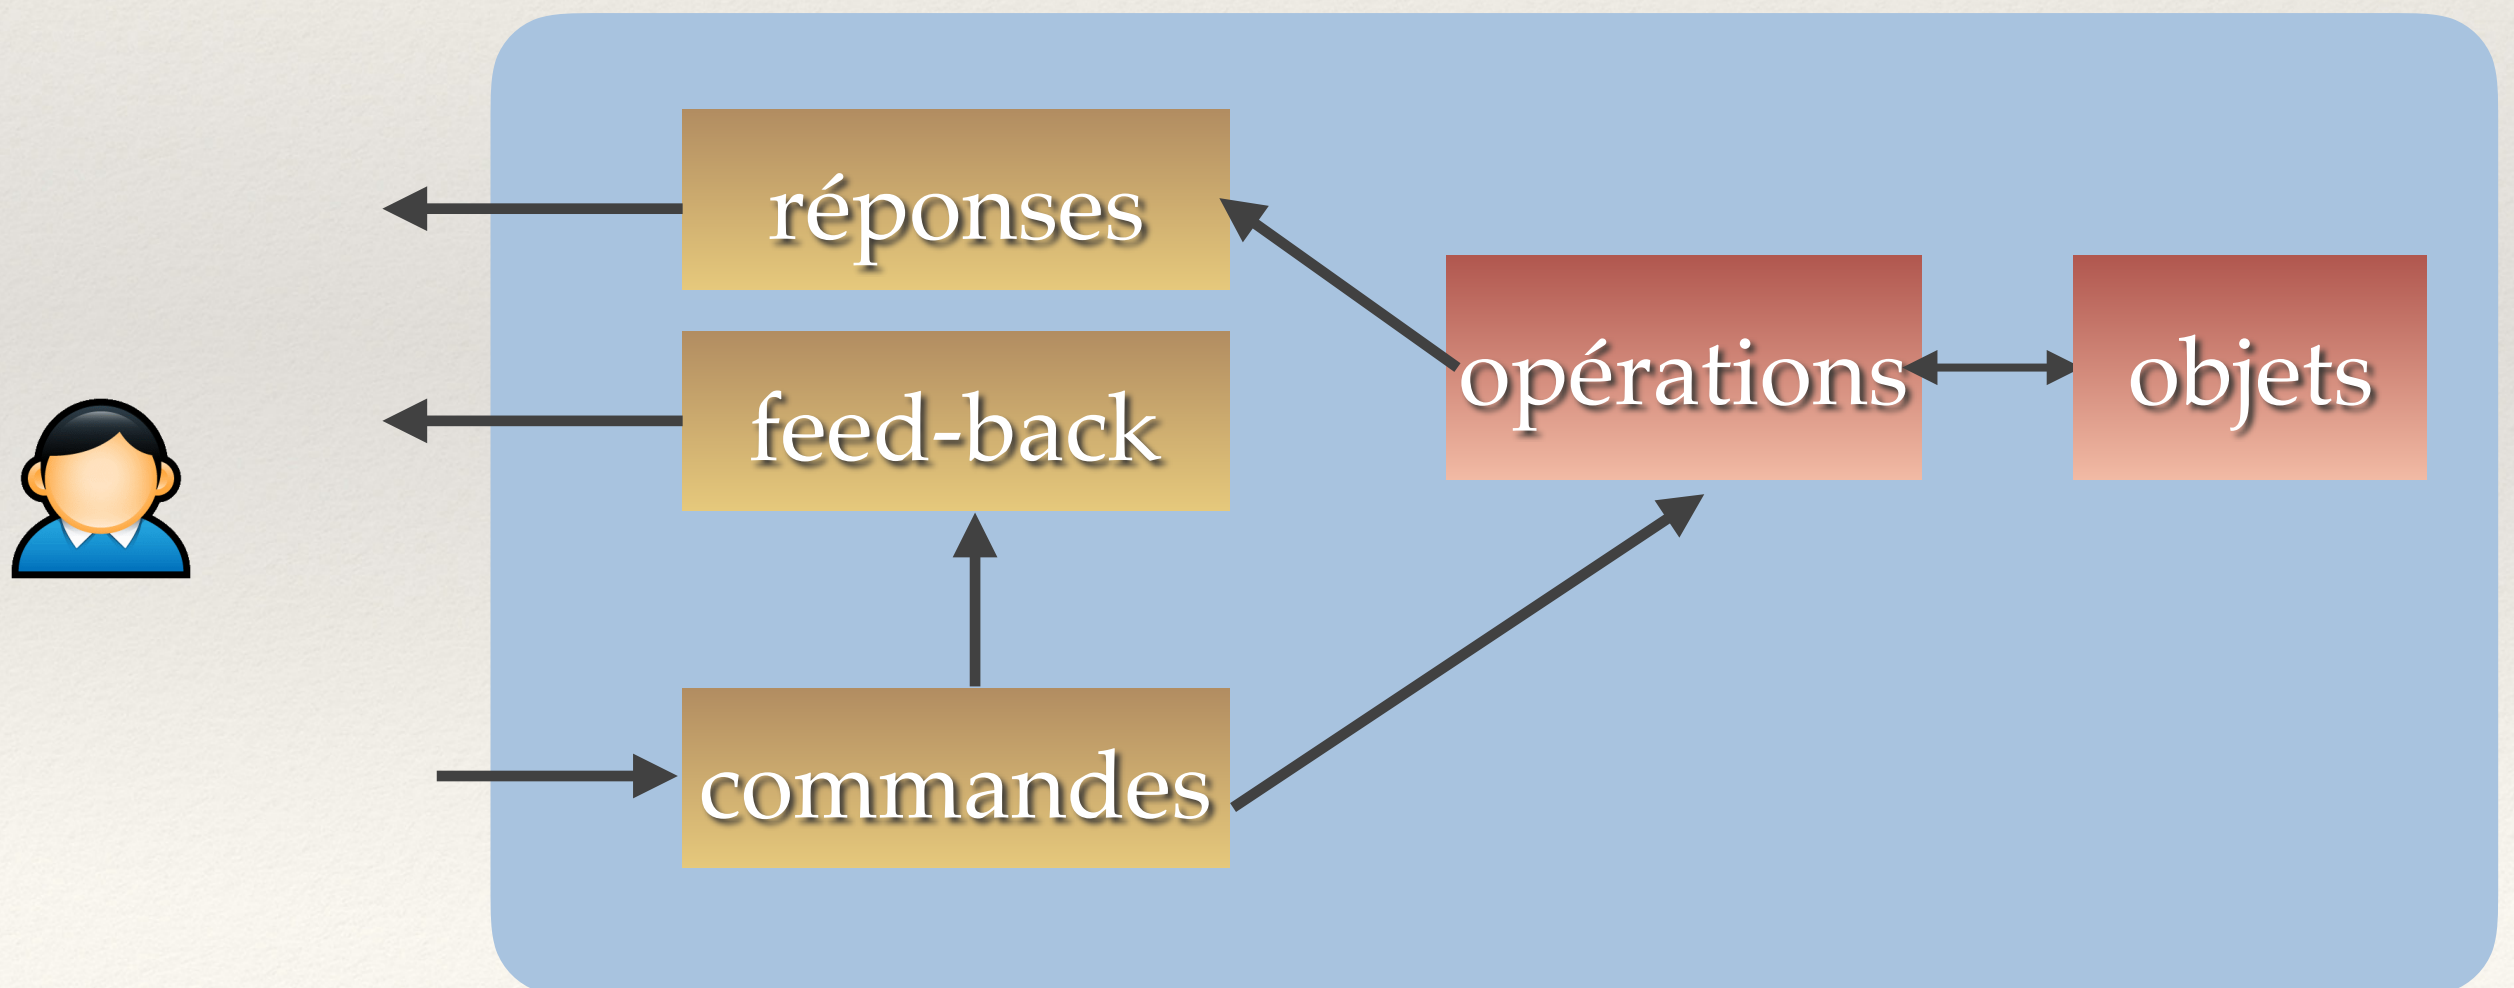 réponses
feed-back
opérations
objets
commandes